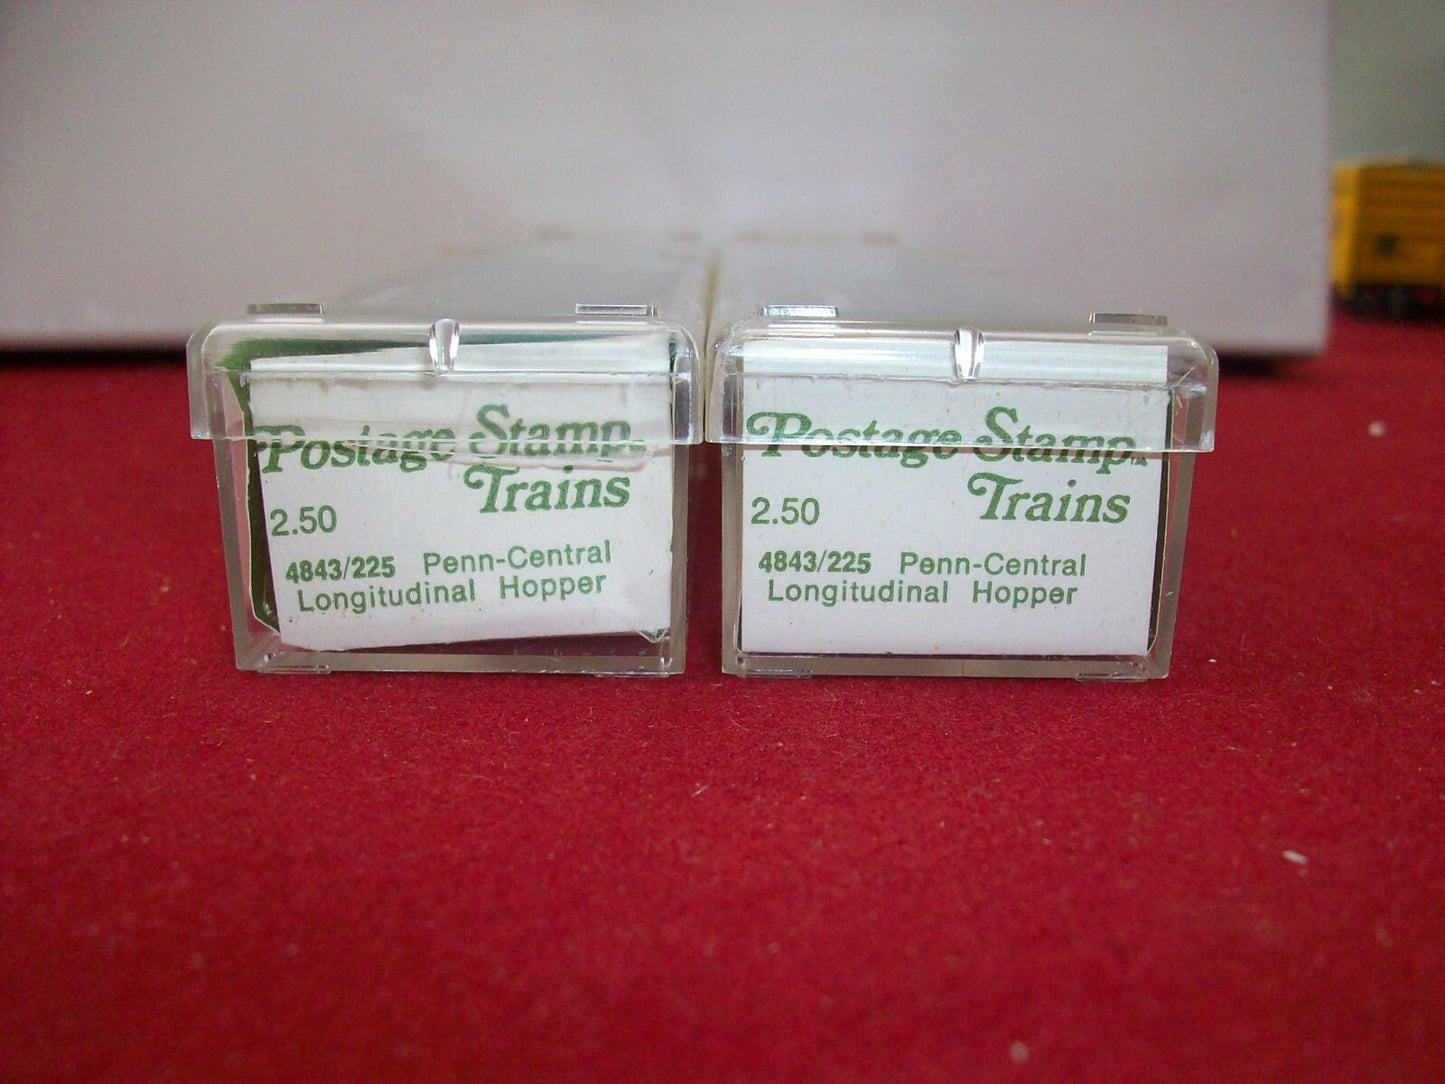 Postage Stamp
Trains
2.50
4843/225 Penn-Central
Longitudinal Hopper
Postage Stamp
Trains
2.50
4843/225 Penn-Central
Longitudinal Hopper